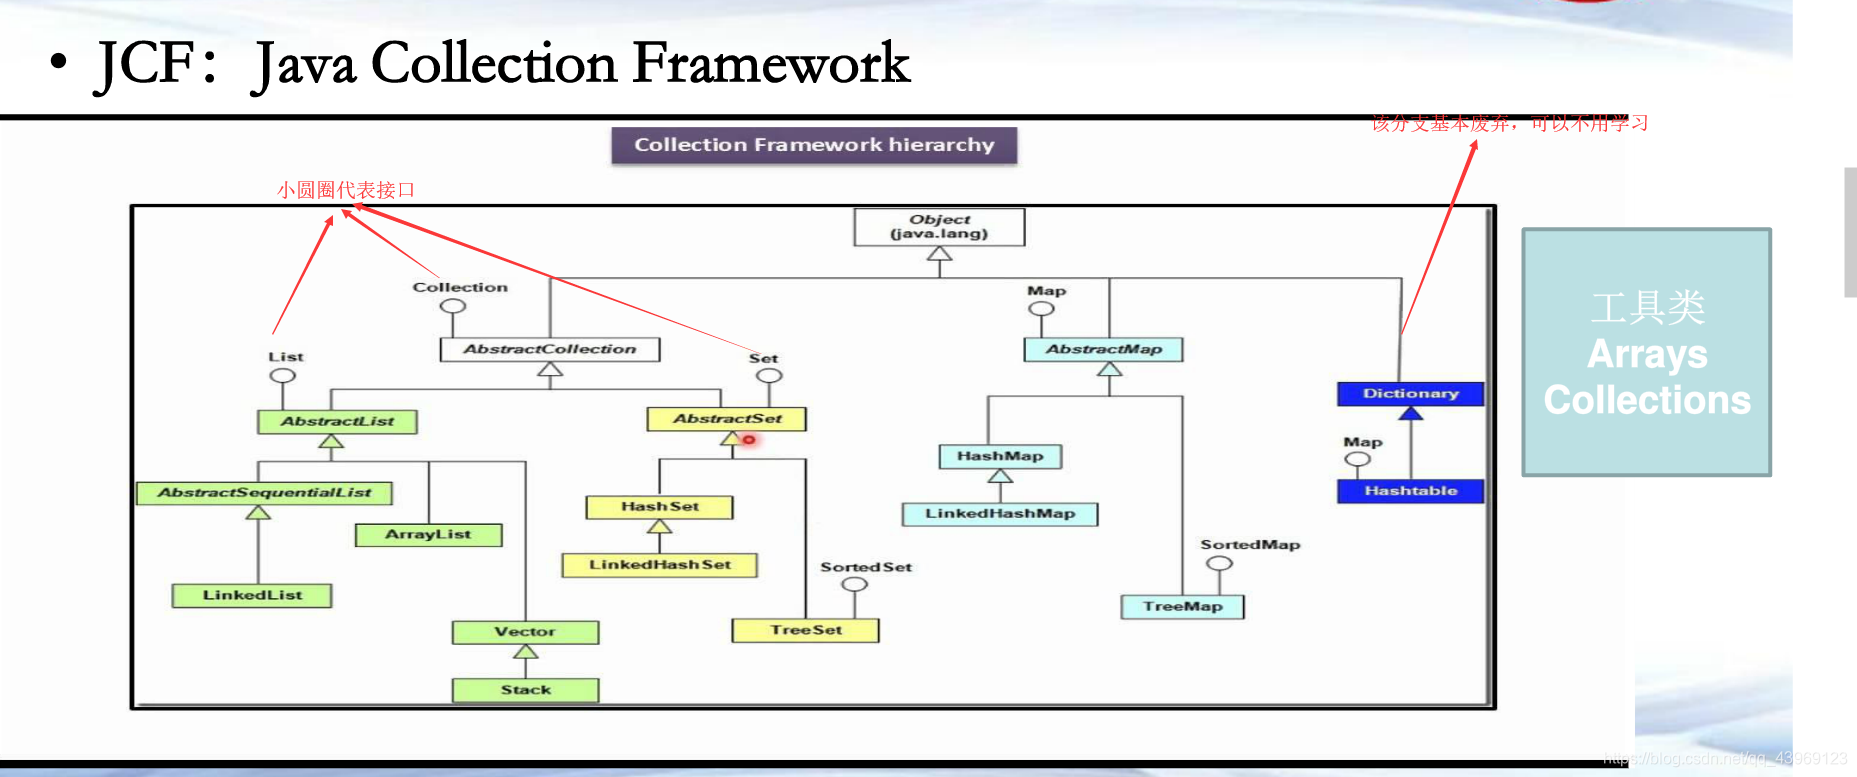 • JCF： Java Collection Framework
该分支基本废弃，可以不用学习
Collection Framework hierarchy
小圆圈代表接口
Object
(java.lang)
Collection
Map
AbstractCollection
AbstractMap
List
Set
Dictionary
AbstractList
AbstractSet
Map
HashMap
AbstractSequentialList
Hashtable
HashSet
LinkedHashMap
ArrayList
SortedMap
LinkedHashSet
SortedSet
LinkedList
TreeMap
Vector
TreeSet
Stack
工具类
Arrays
Collections
https://blog.csdn.net/qq_43969123